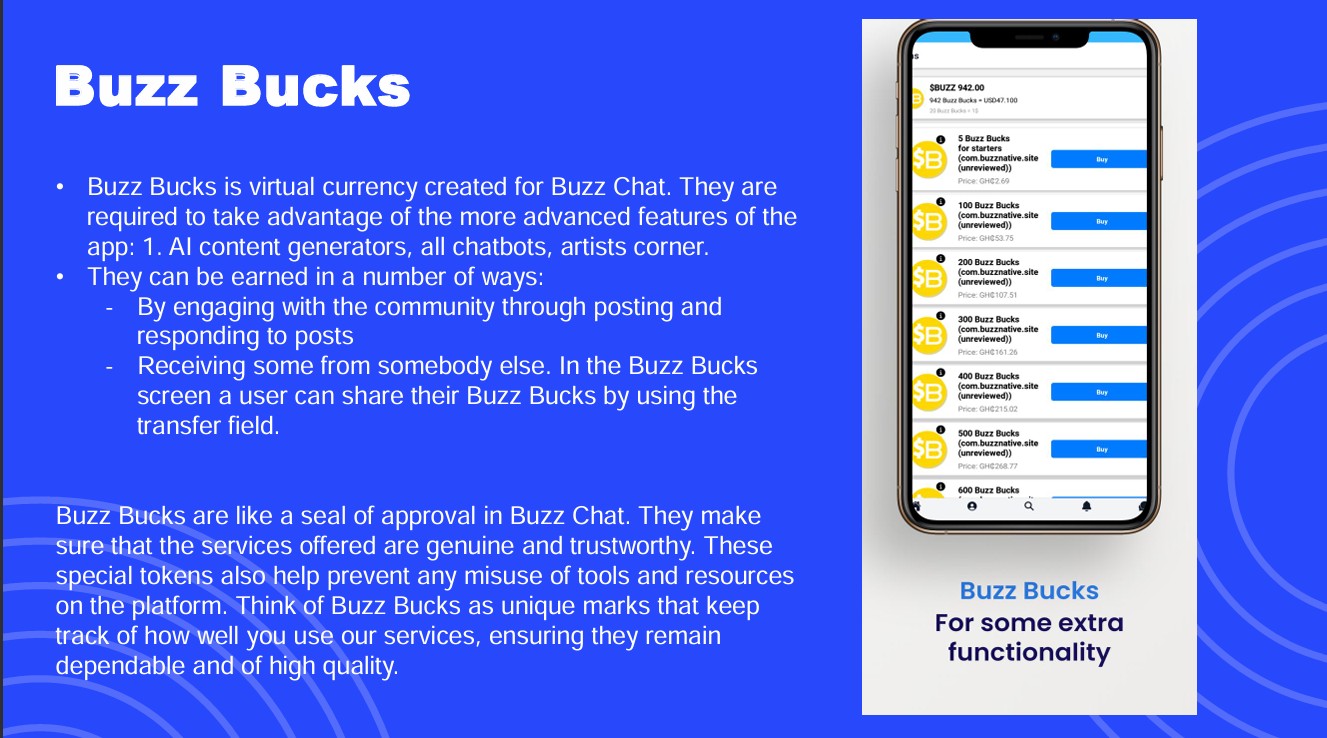 Buzz Bucks
• Buzz Bucks is virtual currency created for Buzz Chat. They are
required to take advantage of the more advanced features of the
app: 1. AI content generators, all chatbots, artists corner.
• They can be earned in a number of ways:
- By engaging with the community through posting and
responding to posts
- Receiving some from somebody else. In the Buzz Bucks
screen a user can share their Buzz Bucks by using the
transfer field.
Buzz Bucks are like a seal of approval in Buzz Chat. They make
sure that the services offered are genuine and trustworthy. These
special tokens also help prevent any misuse of tools and resources
on the platform. Think of Buzz Bucks as unique marks that keep
track of how well you use our services, ensuring they remain
dependable and of high quality.
$BUZZ 942.00
942 Buzz Bucks = USD47.100
20 Buzz Bucks = 1$
$B
5 Buzz Bucks
for starters
(com.buzznative.site
(unreviewed))
Price: GH₵2.69
Buy
$B
100 Buzz Bucks
(com.buzznative.site
(unreviewed))
Price: GH₵53.75
Buy
$B
200 Buzz Bucks
(com.buzznative.site
(unreviewed))
Price: GH₵107.51
Buy
$B
300 Buzz Bucks
(com.buzznative.site
(unreviewed))
Price: GH₵161.26
Buy
$B
400 Buzz Bucks
(com.buzznative.site
(unreviewed))
Price: GH₵215.02
Buy
$B
500 Buzz Bucks
(com.buzznative.site
(unreviewed))
Price: GH₵268.77
Buy
600 Buzz Bucks
Buzz Bucks
For some extra
functionality